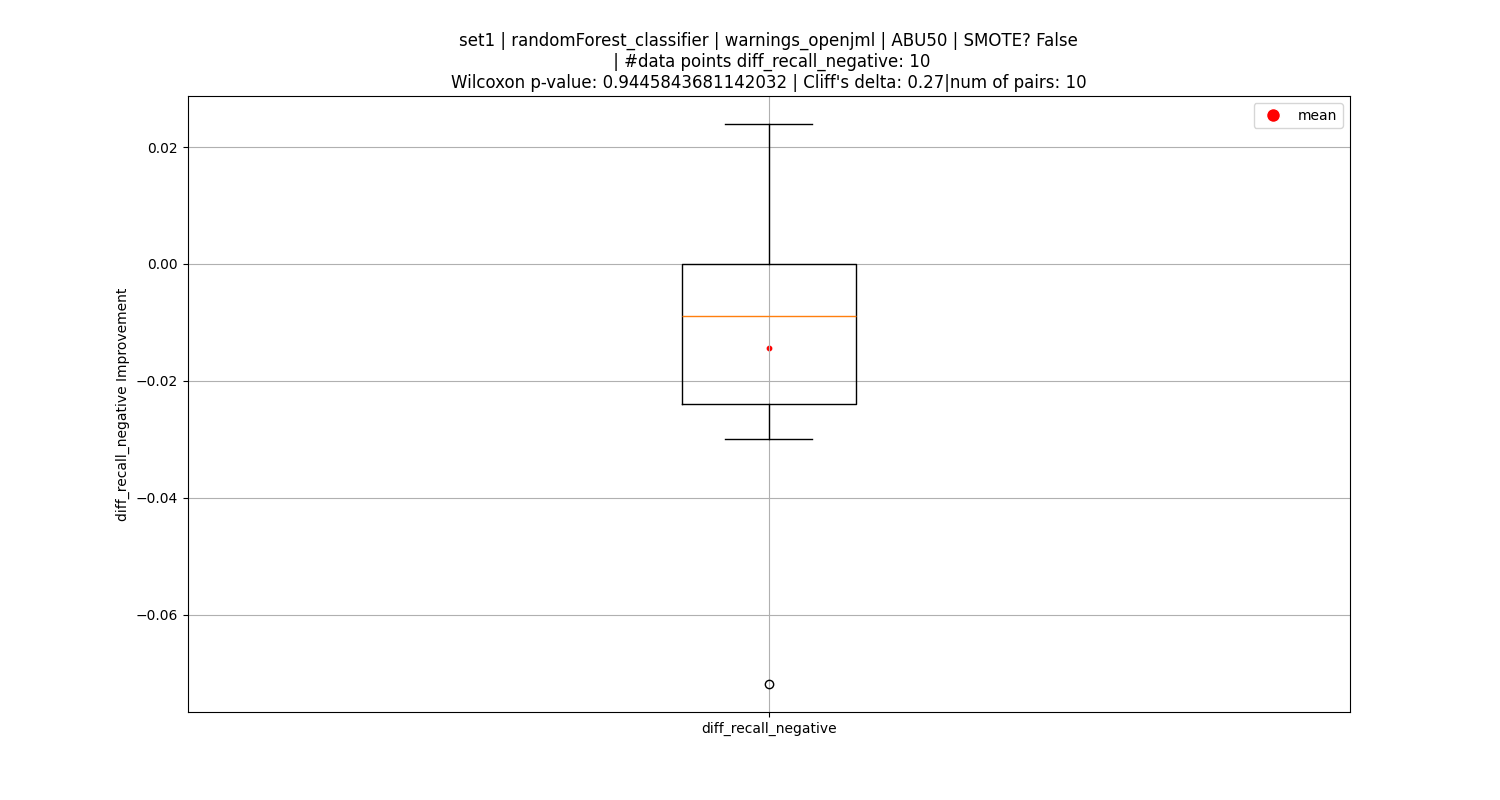 set1 | randomForest_classifier | warnings_openjml | ABU50 | SMOTE? False
| #data points diff_recall_negative: 10
Wilcoxon p-value: 0.9445843681142032 | Cliff's delta: 0.27|num of pairs: 10
mean
0.02
0.00
−0.02
−0.04
−0.06
diff_recall_negative Improvement
diff_recall_negative